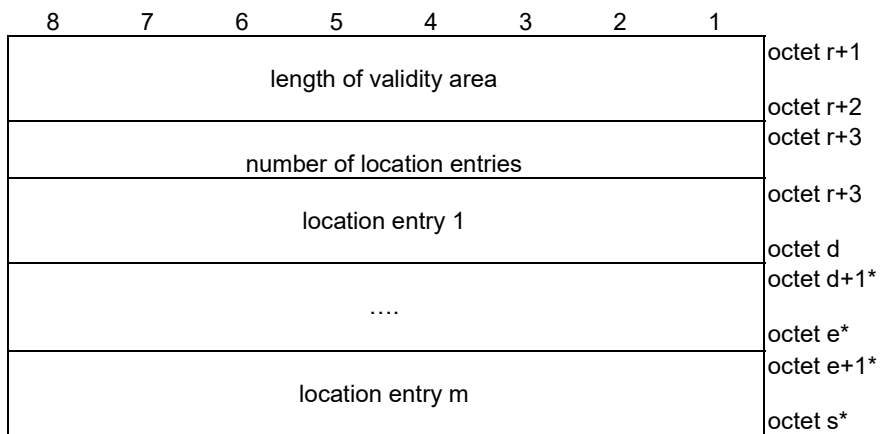 8 7 6 5 4 3 2 1
octet r+1
length of validity area
octet r+2
octet r+3
number of location entries
octet r+3
location entry 1
octet d
octet d+1*
....
octet e*
octet e+1*
location entry m
octet s*